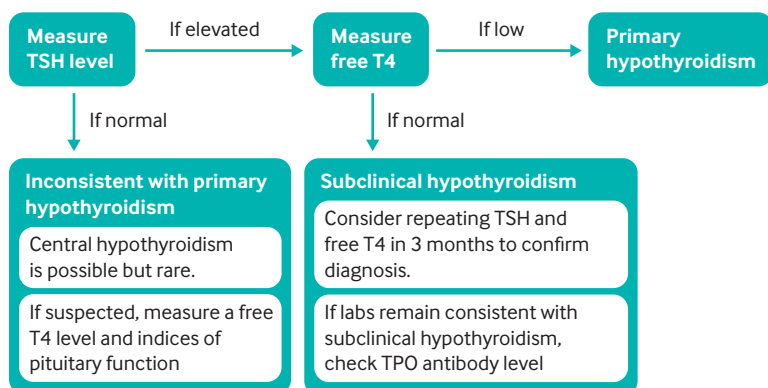 Measure
TSH level
If elevated
Measure
free T4
If low
Primary
hypothyroidism
If normal
If normal
Inconsistent with primary
hypothyroidism
Central hypothyroidism
is possible but rare.
If suspected, measure a free
T4 level and indices of
pituitary function
Subclinical hypothyroidism
Consider repeating TSH and
free T4 in 3 months to confirm
diagnosis.
If labs remain consistent with
subclinical hypothyroidism,
check TPO antibody level